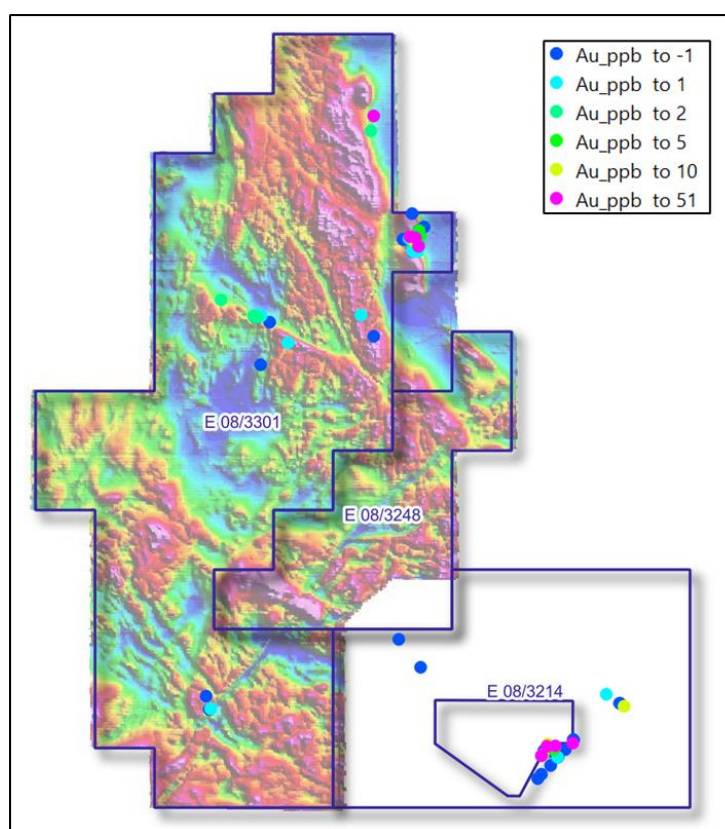 Au_ppb to -1
Au_ppb to 1
Au_ppb to 2
Au_ppb to 5
Au_ppb to 10
Au_ppb to 51
E 08/3301
E 08/3248
E 08/3214